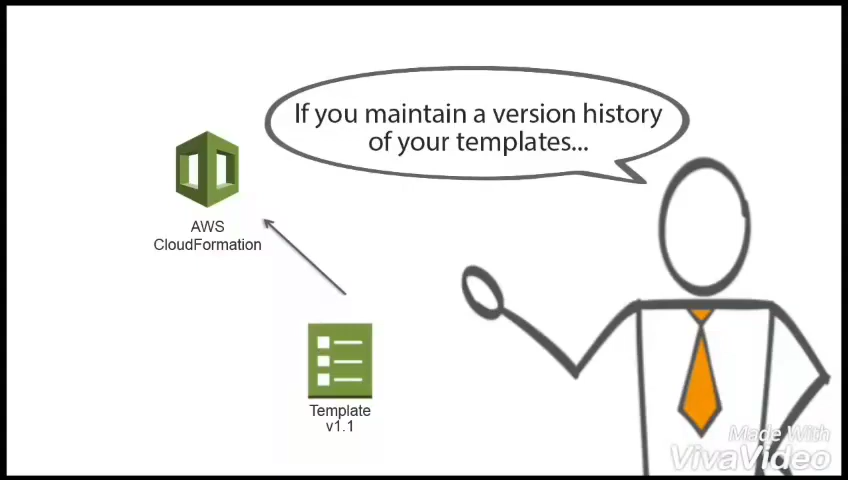 If you maintain a version history
of your templates...
AWS
CloudFormation
Template
v1.1
Made With
VivaVideo